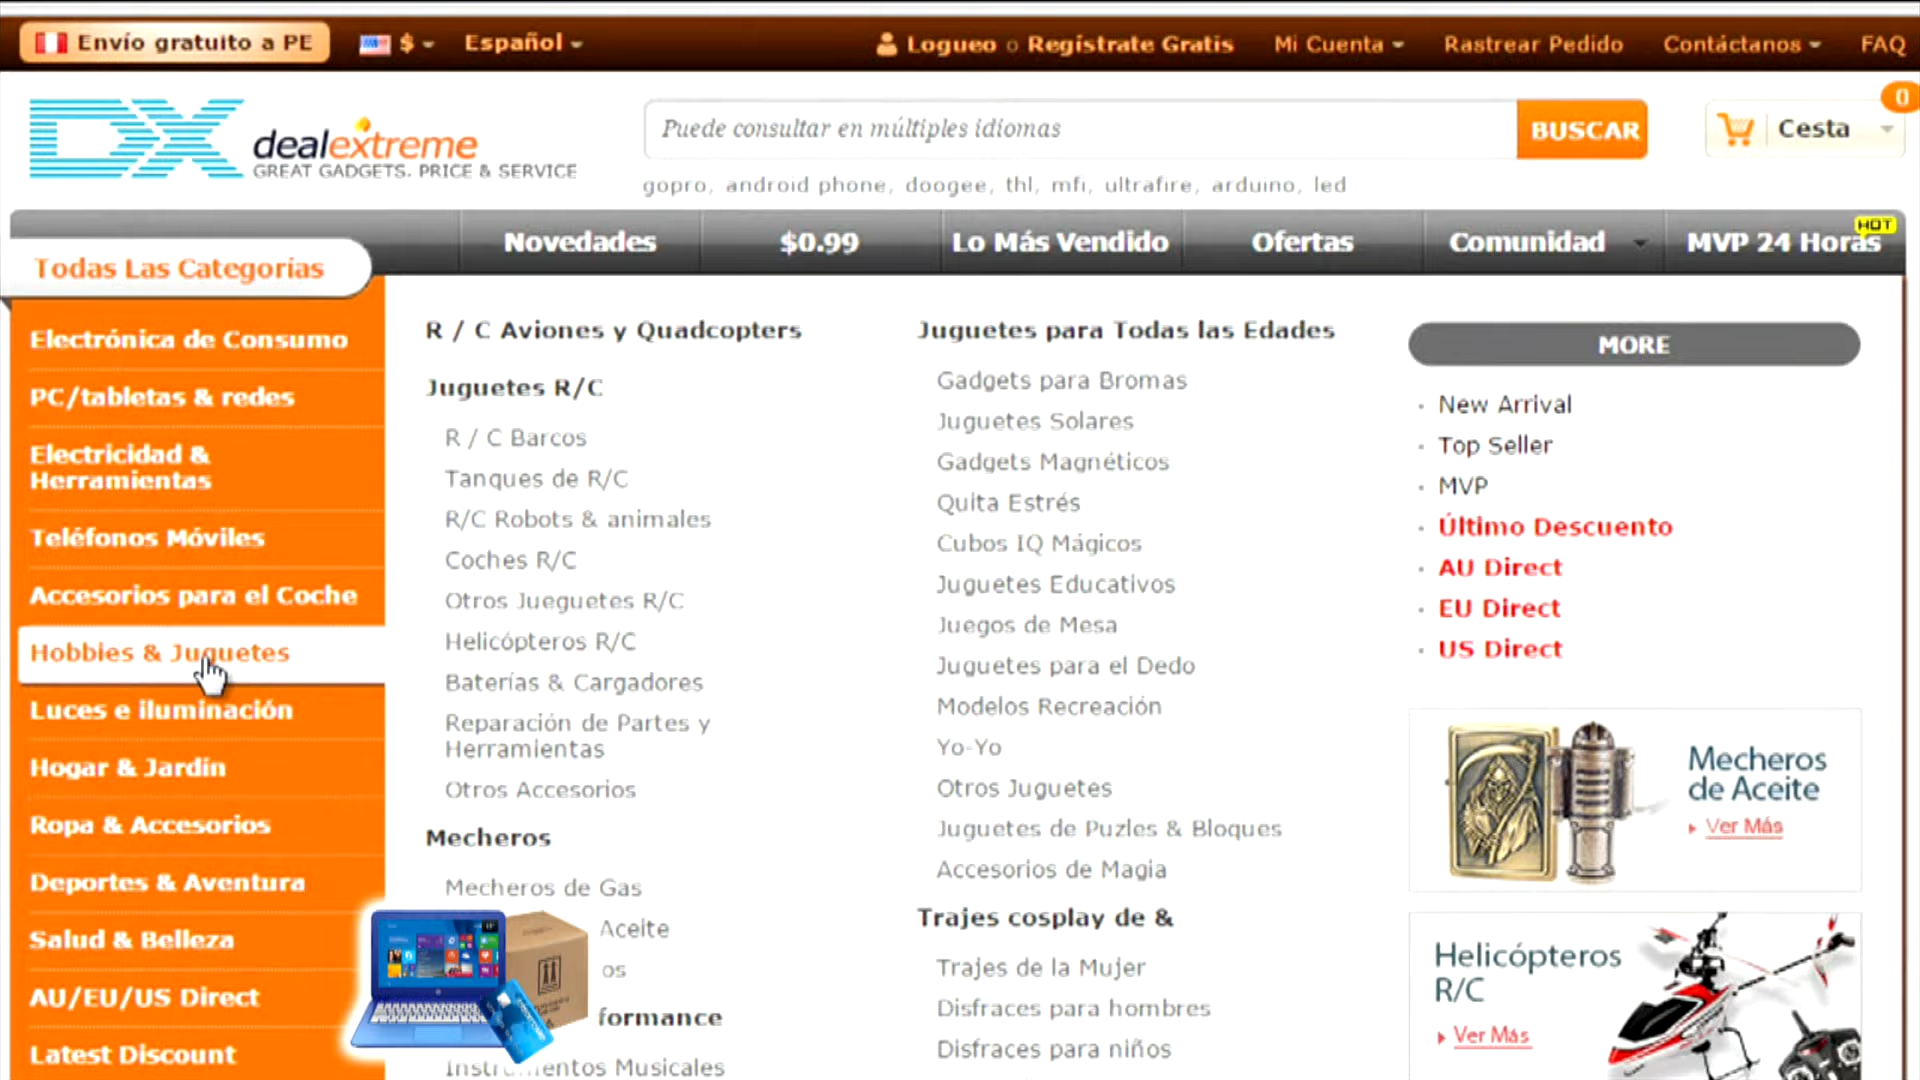 Envío gratuito a PE
$
Español
Logueo o Regístrate Gratis
Mi Cuenta
Rastrear Pedido
Contáctanos
FAQ
DX dealextreme
GREAT GADGETS. PRICE & SERVICE
Puede consultar en múltiples idiomas
BUSCAR
Cesta
0
gopro, android phone, doogee, thl, mfi, ultrafire, arduino, led
Todas Las Categorías
Novedades
$0.99
Lo Más Vendido
Ofertas
Comunidad
MVP 24 Horas
HOT
Electrónica de Consumo
PC/tabletas & redes
Electricidad &
Herramientas
Teléfonos Móviles
Accesorios para el Coche
Hobbies & Juguetes
Luces e iluminación
Hogar & Jardín
Ropa & Accesorios
Deportes & Aventura
Salud & Belleza
AU/EU/US Direct
Latest Discount
R / C Aviones y Quadcopters
Juguetes R/C
R / C Barcos
Tanques de R/C
R/C Robots & animales
Coches R/C
Otros Jueguetes R/C
Helicópteros R/C
Baterías & Cargadores
Reparación de Partes y
Herramientas
Otros Accesorios
Mecheros
Mecheros de Gas
Aceite
os
formance
Musicales
Juguetes para Todas las Edades
Gadgets para Bromas
Juguetes Solares
Gadgets Magnéticos
Quita Estrés
Cubos IQ Mágicos
Juguetes Educativos
Juegos de Mesa
Juguetes para el Dedo
Modelos Recreación
Yo-Yo
Otros Juguetes
Juguetes de Puzles & Bloques
Accesorios de Magia
Trajes cosplay de &
Trajes de la Mujer
Disfraces para hombres
Disfraces para niños
MORE
New Arrival
Top Seller
MVP
Último Descuento
AU Direct
EU Direct
US Direct
Mecheros
de Aceite
Ver Más
Helicópteros
R/C
Ver Más